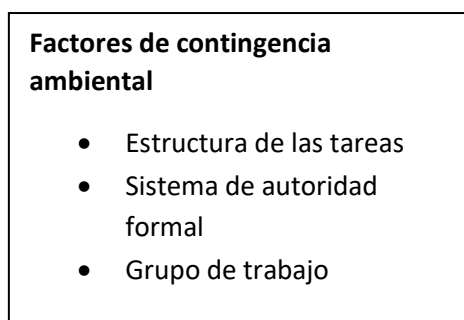 Factores de contingencia
ambiental
• Estructura de las tareas
• Sistema de autoridad
formal
• Grupo de trabajo